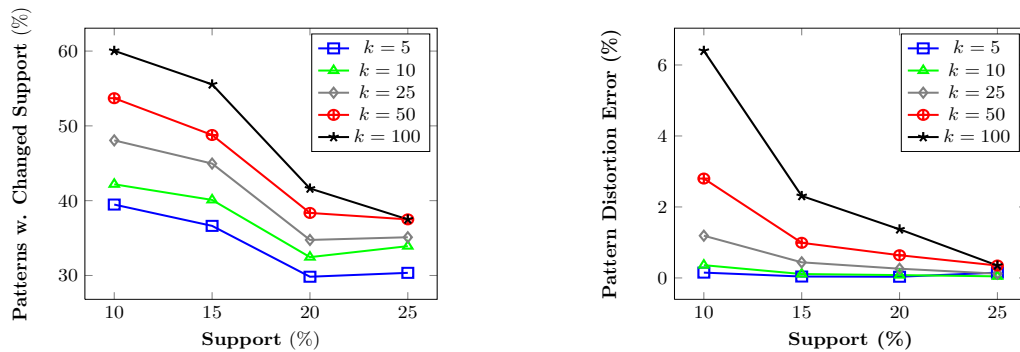 Patterns w. Changed Support (%)
60
50
40
30
10
15
20
25
Support (%)
k = 5
k = 10
k = 25
k = 50
k = 100
Pattern Distortion Error (%)
6
4
2
0
10
15
20
25
Support (%)
k = 5
k = 10
k = 25
k = 50
k = 100